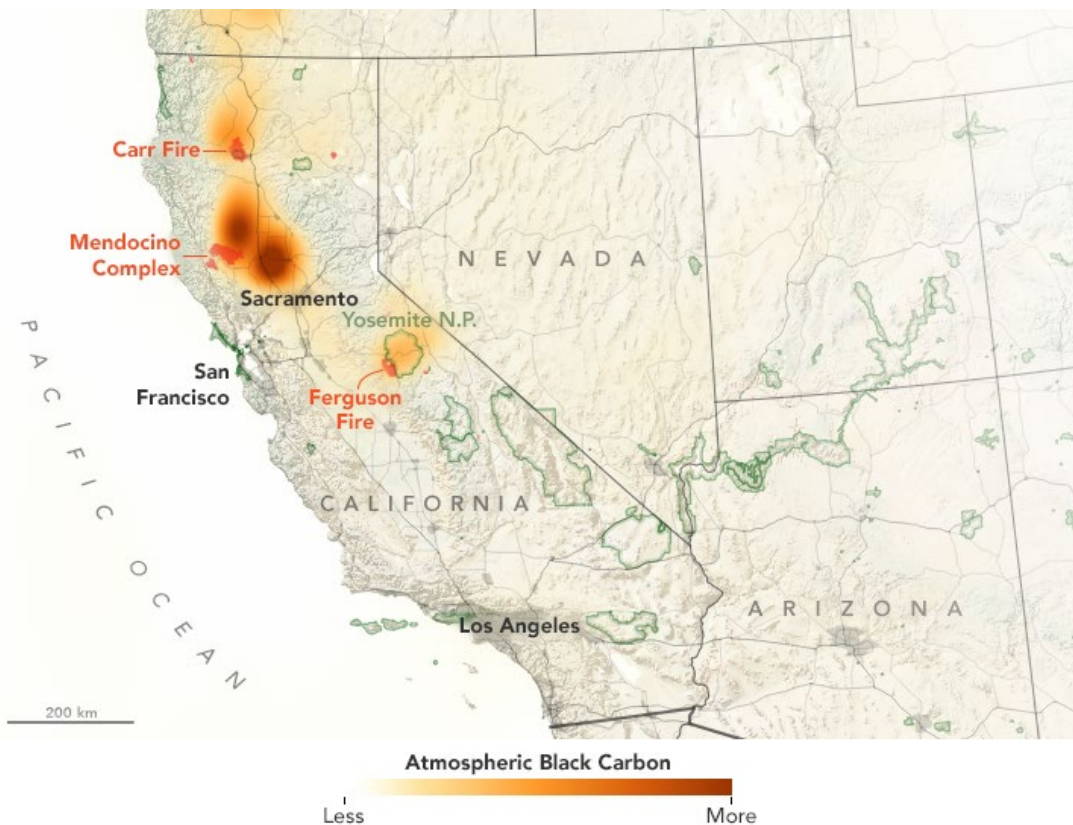 Carr Fire
Mendocino
Complex
NEVADA
Sacramento
Yosemite N.P.
San
Francisco
Ferguson
Fire
PACIFIC OCEAN
CALIFORNIA
ARIZONA
Los Angeles
200 km
Atmospheric Black Carbon
Less
More